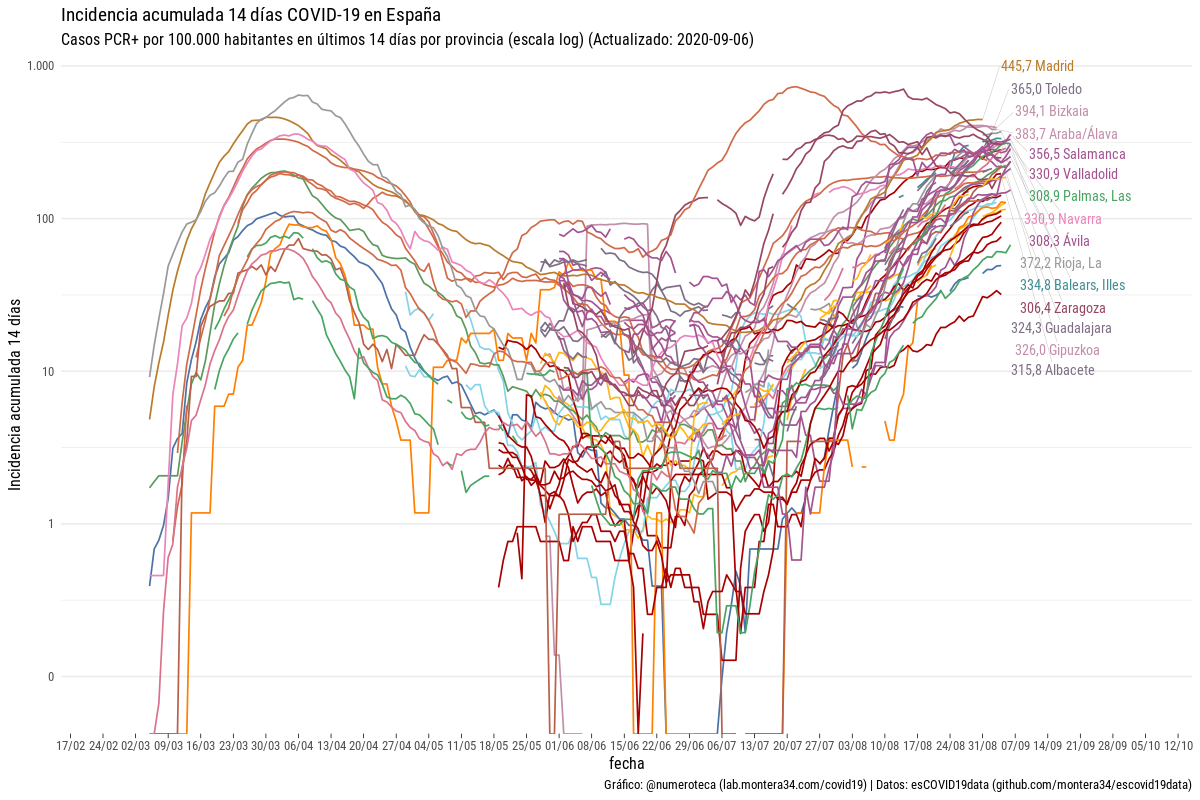 Incidencia acumulada 14 días COVID-19 en España
Casos PCR+ por 100.000 habitantes en últimos 14 días por provincia (escala log) (Actualizado: 2020-09-06)
Incidencia acumulada 14 días
1.000
100
10
1
0
445,7 Madrid
365,0 Toledo
394,1 Bizkaia
383,7 Araba/Álava
356,5 Salamanca
330,9 Valladolid
308,9 Palmas, Las
330,9 Navarra
308,3 Ávila
372,2 Rioja, La
334,8 Balears, Illes
306,4 Zaragoza
324,3 Guadalajara
326,0 Gipuzkoa
315,8 Albacete
17/02 24/02 02/03 09/03 16/03 23/03 30/03 06/04 13/04 20/04 27/04 04/05 11/05 18/05 25/05 01/06 08/06 15/06 22/06 29/06 06/07 13/07 20/07 27/07 03/08 10/08 17/08 24/08 31/08 07/09 14/09 21/09 28/09 05/10 12/10
fecha
Gráfico: @numeroteca (lab.montera34.com/covid19) | Datos: esCOVID19data (github.com/montera34/escovid19data)